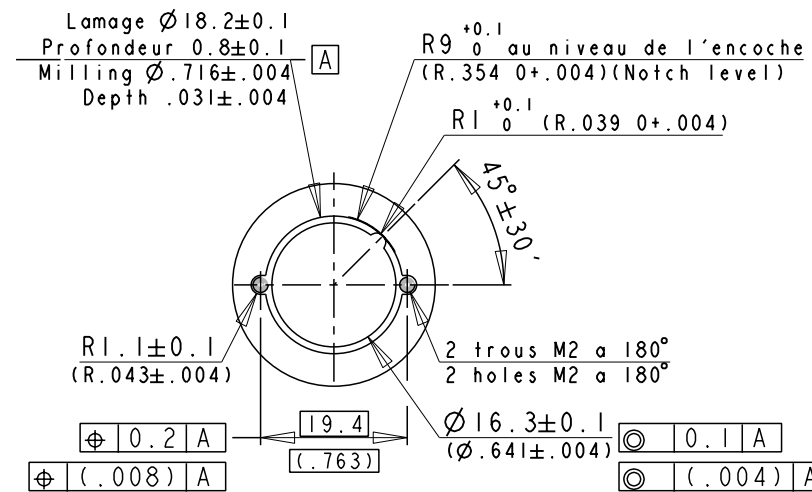 Lamage Ø18.2±0.1
Profondeur 0.8±0.1
Milling Ø.716±.004
Depth .031±.004
A
R9 +0.1 0 au niveau de l'encoche
(R.354 0+.004)(Notch level)
R1 +0.1 0 (R.039 0+.004)
45°±30'
R1.1±0.1
(R.043±.004)
2 trous M2 a 180°
2 holes M2 a 180°
⌖ 0.2 A
⌖ (.008) A
19.4
(.763)
Ø16.3±0.1
(Ø.641±.004)
◎ 0.1 A
◎ (.004) A